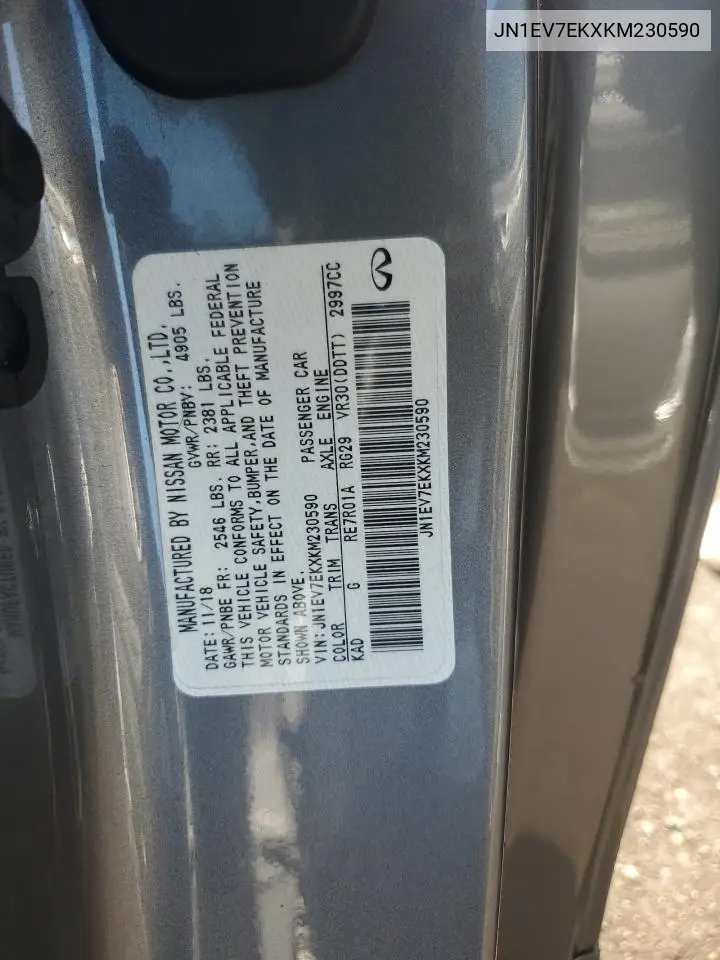 JN1EV7EKXKM230590
MANUFACTURED BY NISSAN MOTOR CO.,LTD.
DATE: 11/18 GVWR/PNBV: 4905 LBS.
GAWR/PNBE FR: 2546 LBS. RR: 2381 LBS.
THIS VEHICLE CONFORMS TO ALL APPLICABLE FEDERAL
MOTOR VEHICLE SAFETY,BUMPER,AND THEFT PREVENTION
STANDARDS IN EFFECT ON THE DATE OF MANUFACTURE
SHOWN ABOVE.
VIN:JN1EV7EKXKM230590 PASSENGER CAR
COLOR TRIM TRANS AXLE ENGINE
KAD G RE7R01A RG29 VR30(DDTT) 2997CC
JN1EV7EKXKM230590